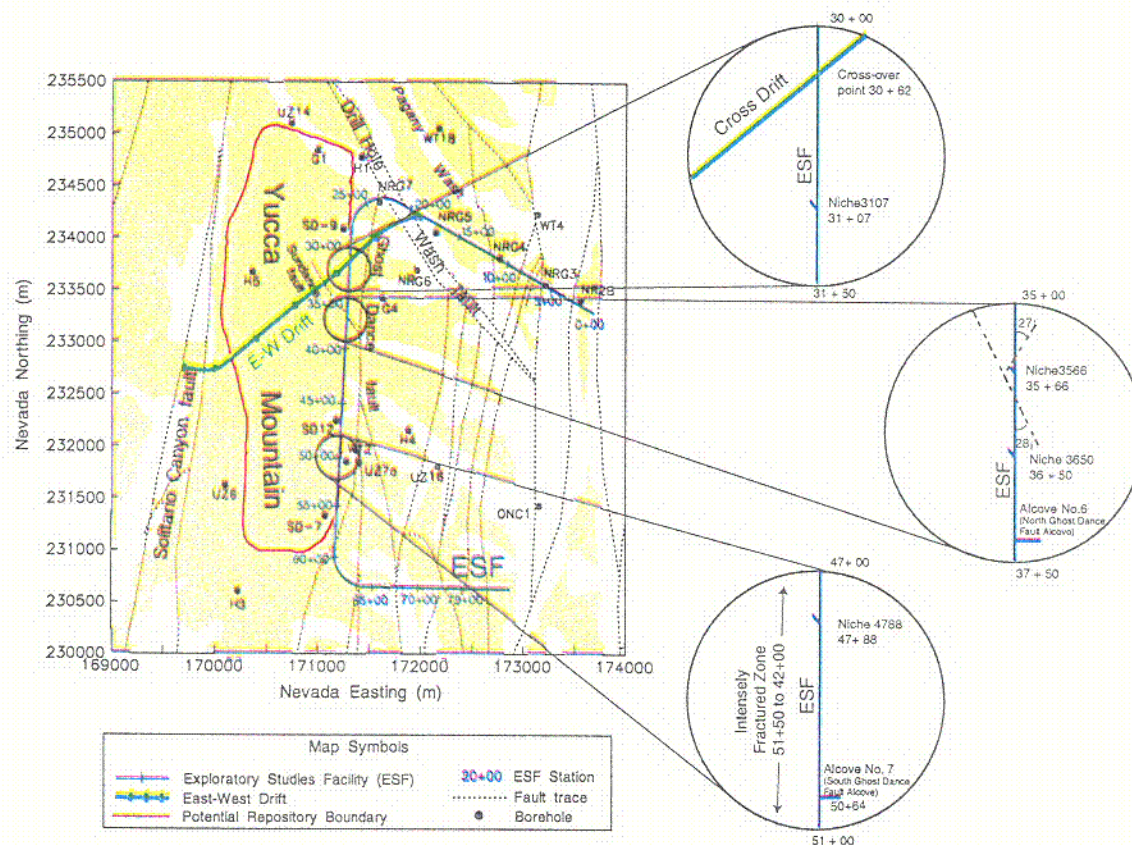 235500
235000
234500
234000
233500
233000
232500
232000
231500
231000
230500
230000
Nevada Northing (m)
169000
170000
171000
172000
173000
174000
Nevada Easting (m)
UZ14
G1
Drill Hole
Pagany
Wash
WT18
NRG7
25+00
20+00
NRG5
15+00
WT4
SD-9
30+00
NRG4
10+00
NRG3
Wash
NRG6
5+00
NR2B
0+00
Yucca
Mountain
Ghost
Dance
fault
Sundance
fault
H5
35+00
G4
E-W Drift
40+00
45+00
SD12
H4
50+00
UZ7a
UZ16
UZ6
55+00
SD-7
ONC1
60+00
ESF
65+00
70+00
H3
Solitario Canyon fault
30 + 00
Cross Drift
Cross-over
point 30 + 62
ESF
Niche3107
31 + 07
31 + 50
35 + 00
27
Niche3566
35 + 66
28
Niche 3650
36 + 50
ESF
Alcove No.6
(North Ghost Dance
Fault Alcove)
37 + 50
47 + 00
Niche 4788
47+ 88
Intensely
Fractured Zone
51+50 to 42+00
ESF
Alcove No. 7
(South Ghost Dance
Fault Alcove)
50+64
51 + 00
Map Symbols
Exploratory Studies Facility (ESF)
East-West Drift
Potential Repository Boundary
20+00 ESF Station
Fault trace
Borehole